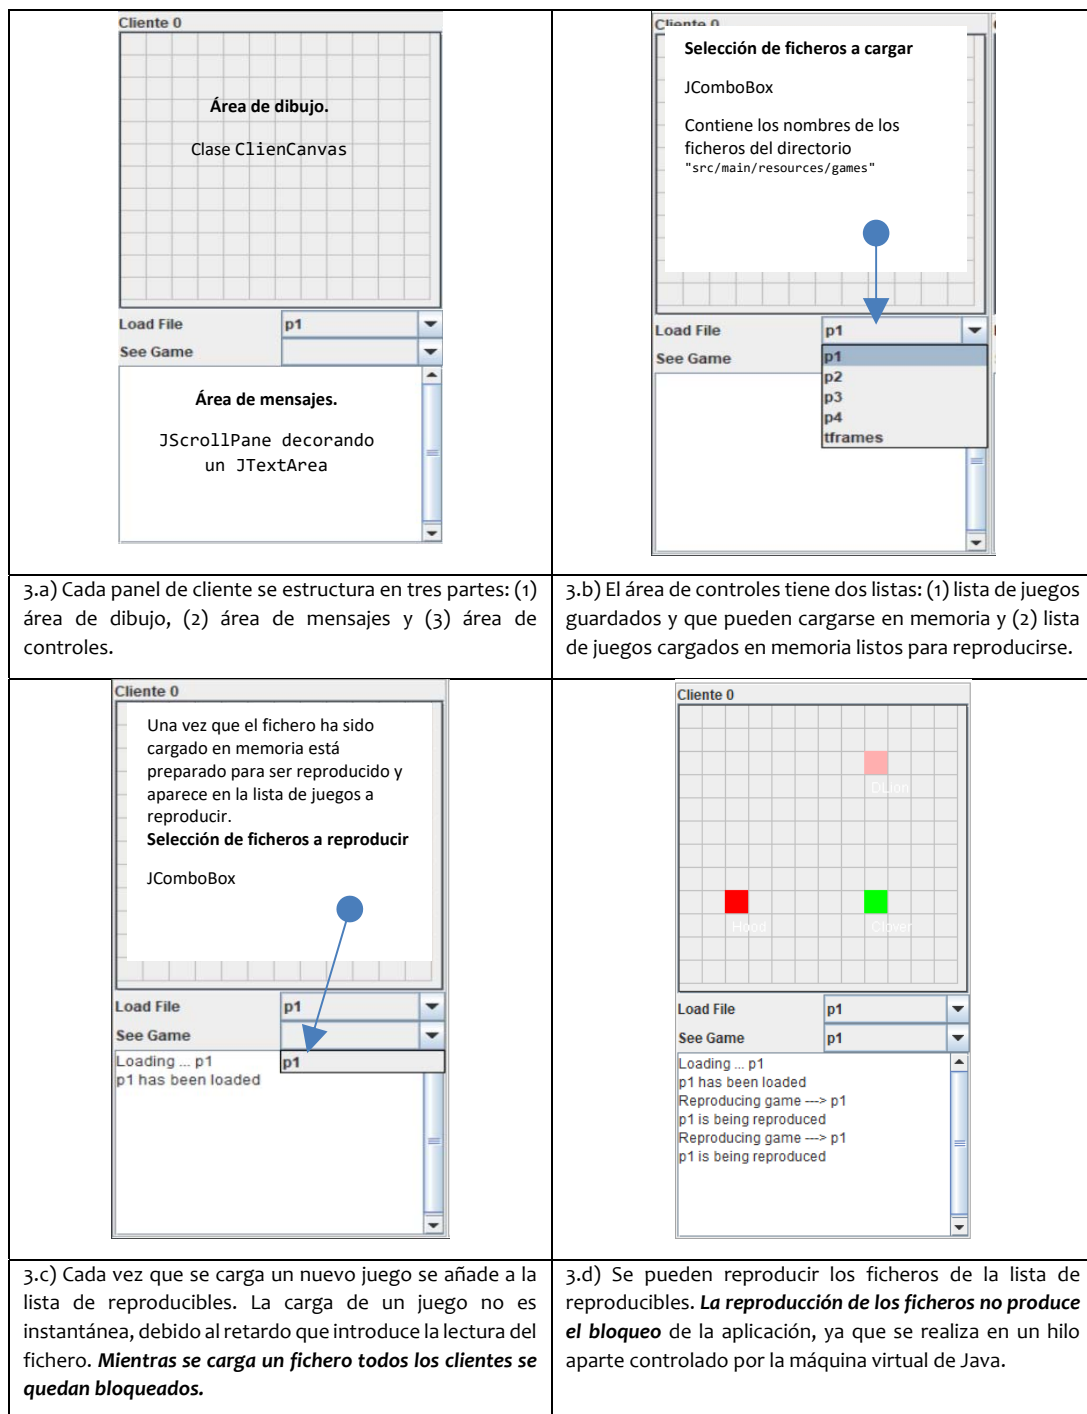 Cliente 0
Área de dibujo.
Clase ClienCanvas
Load File
p1
See Game
Área de mensajes.
JScrollPane decorando
un JTextArea
Cliente 0
Selección de ficheros a cargar
JComboBox
Contiene los nombres de los
ficheros del directorio
"src/main/resources/games"
Load File
p1
See Game
p1
p2
p3
p4
tframes
3.a) Cada panel de cliente se estructura en tres partes: (1)
área de dibujo, (2) área de mensajes y (3) área de
controles.
3.b) El área de controles tiene dos listas: (1) lista de juegos
guardados y que pueden cargarse en memoria y (2) lista
de juegos cargados en memoria listos para reproducirse.
Cliente 0
Una vez que el fichero ha sido
cargado en memoria está
preparado para ser reproducido y
aparece en la lista de juegos a
reproducir.
Selección de ficheros a reproducir
JComboBox
Load File
p1
See Game
p1
Loading ... p1
p1 has been loaded
Cliente 0
DLion
Hood
Clover
Load File
p1
See Game
p1
Loading ... p1
p1 has been loaded
Reproducing game ---> p1
p1 is being reproduced
Reproducing game ---> p1
p1 is being reproduced
3.c) Cada vez que se carga un nuevo juego se añade a la
lista de reproducibles. La carga de un juego no es
instantánea, debido al retardo que introduce la lectura del
fichero. Mientras se carga un fichero todos los clientes se
quedan bloqueados.
3.d) Se pueden reproducir los ficheros de la lista de
reproducibles. La reproducción de los ficheros no produce
el bloqueo de la aplicación, ya que se realiza en un hilo
aparte controlado por la máquina virtual de Java.